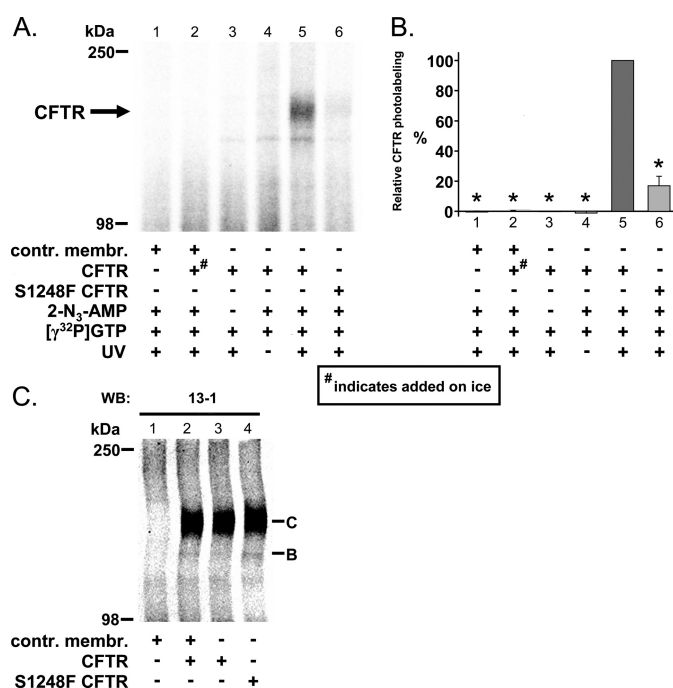 A.
kDa 1 2 3 4 5 6
250
CFTR
98
contr. membr. + + - - - -
CFTR - +# + + + -
S1248F CFTR - - - - - +
2-N3-AMP + + - + + +
[γ32P]GTP + + + + + +
UV + + + - + +
B.
Relative CFTR photolabeling
%
100
80
60
40
20
0
* * * * *
1 2 3 4 5 6
+ + - - - -
- +# + + + -
- - - - - +
+ + - + + +
+ + + + + +
+ + + - + +
#indicates added on ice
C.
WB: 13-1
kDa 1 2 3 4
250
C
B
98
contr. membr. + + - -
CFTR - + + -
S1248F CFTR - - - +